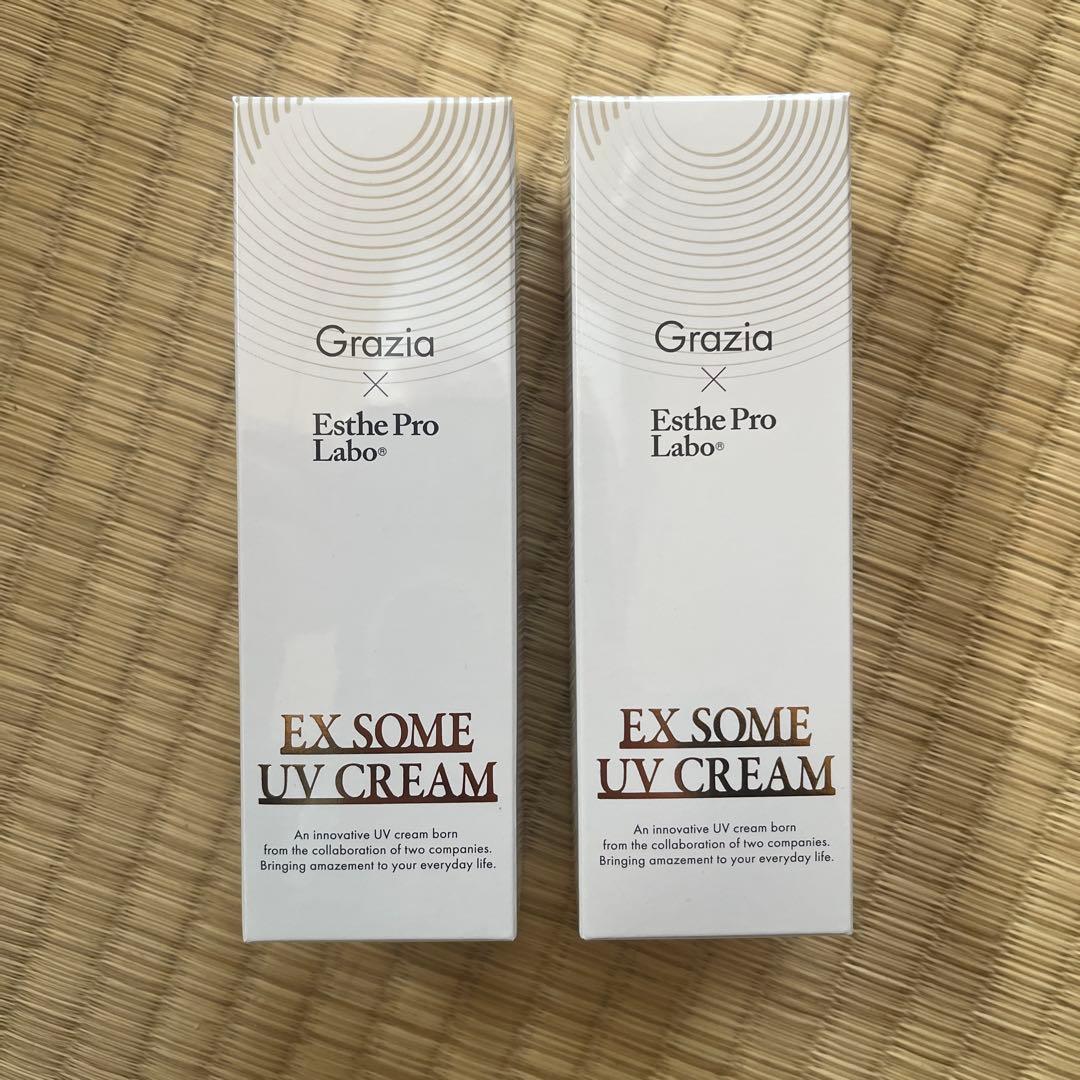 Grazia
×
Esthe Pro
Labo®
EX SOME
UV CREAM
An innovative UV cream born
from the collaboration of two companies.
Bringing amazement to your everyday life.
Grazia
×
Esthe Pro
Labo®
EX SOME
UV CREAM
An innovative UV cream born
from the collaboration of two companies.
Bringing amazement to your everyday life.